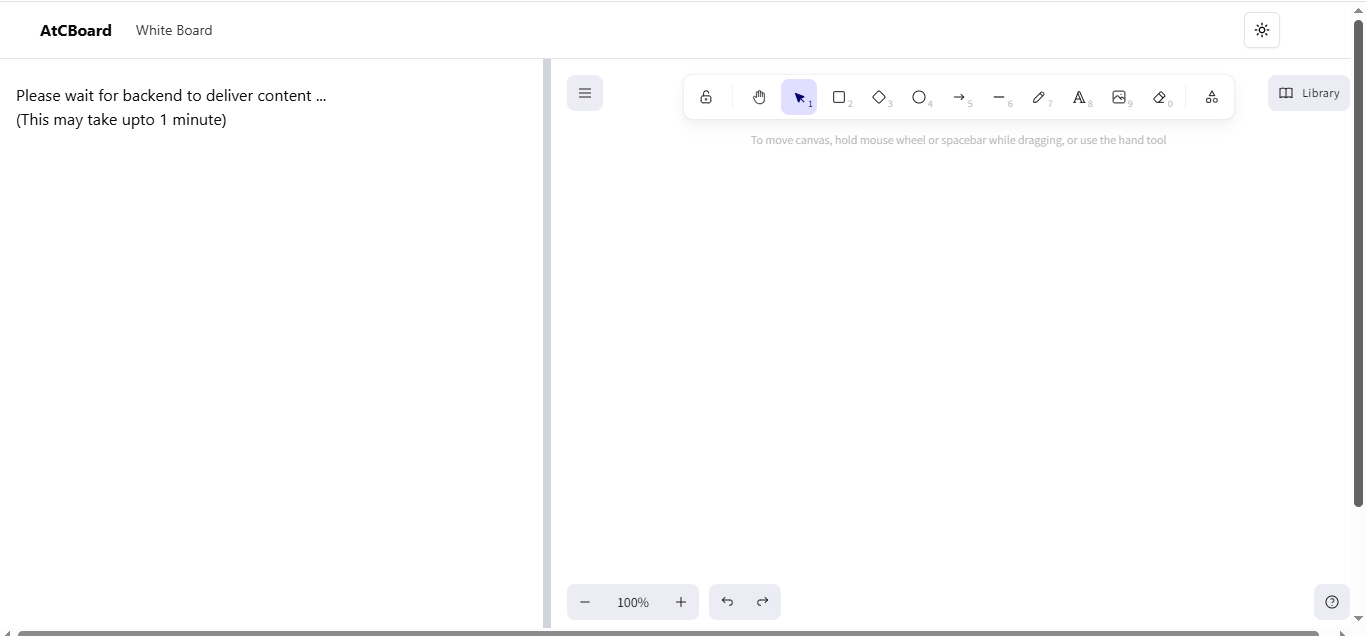 AtCBoard White Board
Please wait for backend to deliver content ...
(This may take upto 1 minute)
1 2 3 4 5 6 7 A 8 9 0
Library
To move canvas, hold mouse wheel or spacebar while dragging, or use the hand tool
100%